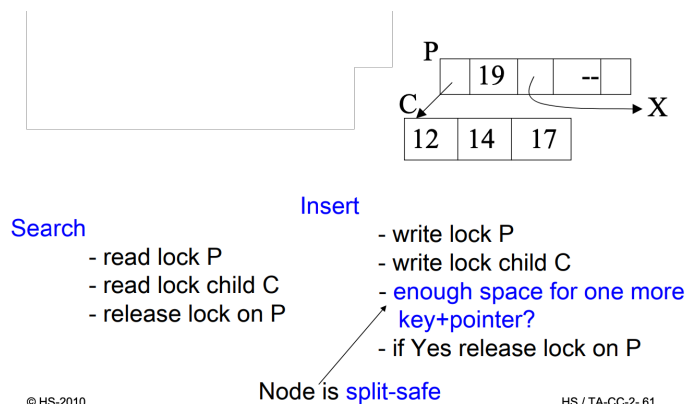 P
19 --
C X
12 14 17
Insert
Search
- read lock P
- read lock child C
- release lock on P
- write lock P
- write lock child C
- enough space for one more
key+pointer?
- if Yes release lock on P
Node is split-safe
© HS-2010
HS / TA-CC-2- 61